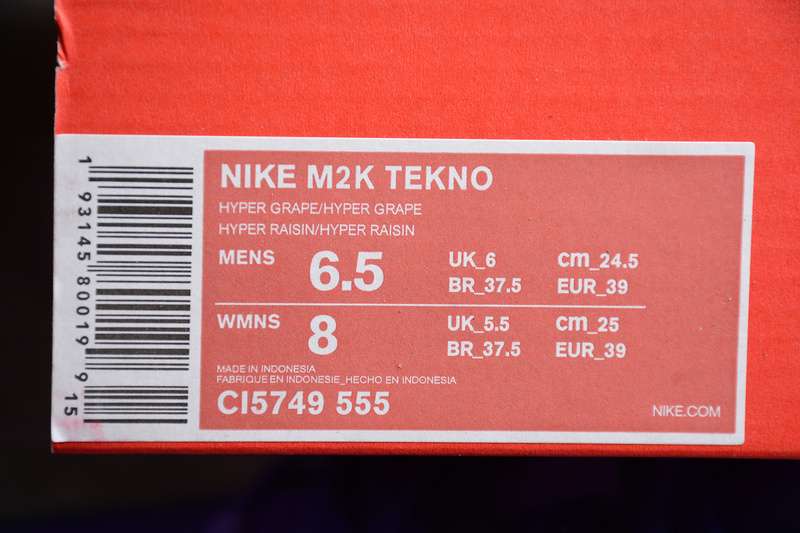 NIKE M2K TEKNO
HYPER GRAPE/HYPER GRAPE
HYPER RAISIN/HYPER RAISIN
MENS 6.5 UK_6 cm_24.5
BR_37.5 EUR_39
WMNS 8 UK_5.5 cm_25
BR_37.5 EUR_39
MADE IN INDONESIA
FABRIQUE EN INDONESIE_HECHO EN INDONESIA
CI5749 555
NIKE.COM
1 93145 80019 9 15